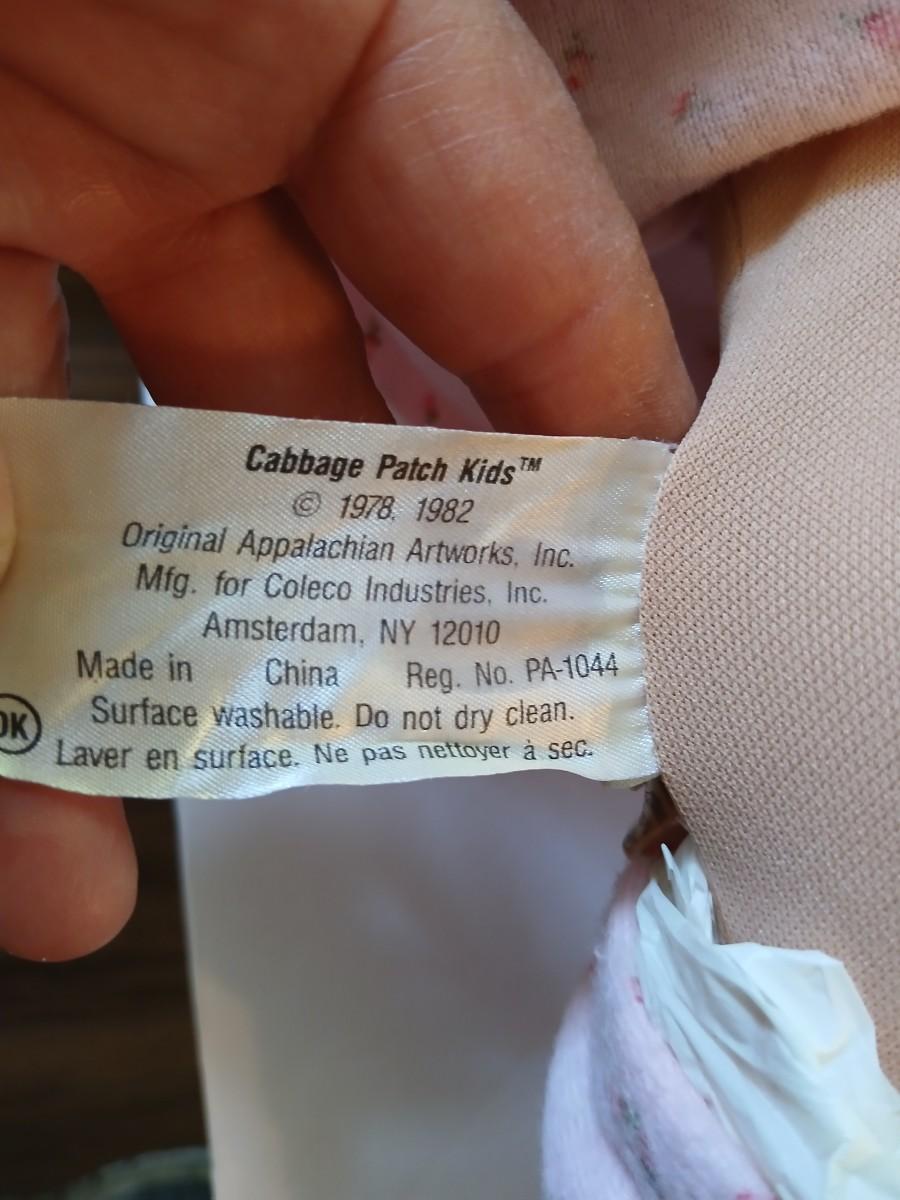 Cabbage Patch Kids™
© 1978, 1982
Original Appalachian Artworks, Inc.
Mfg. for Coleco Industries, Inc.
Amsterdam, NY 12010
Made in China Reg. No. PA-1044
Surface washable. Do not dry clean.
Laver en surface. Ne pas nettoyer à sec.
OK